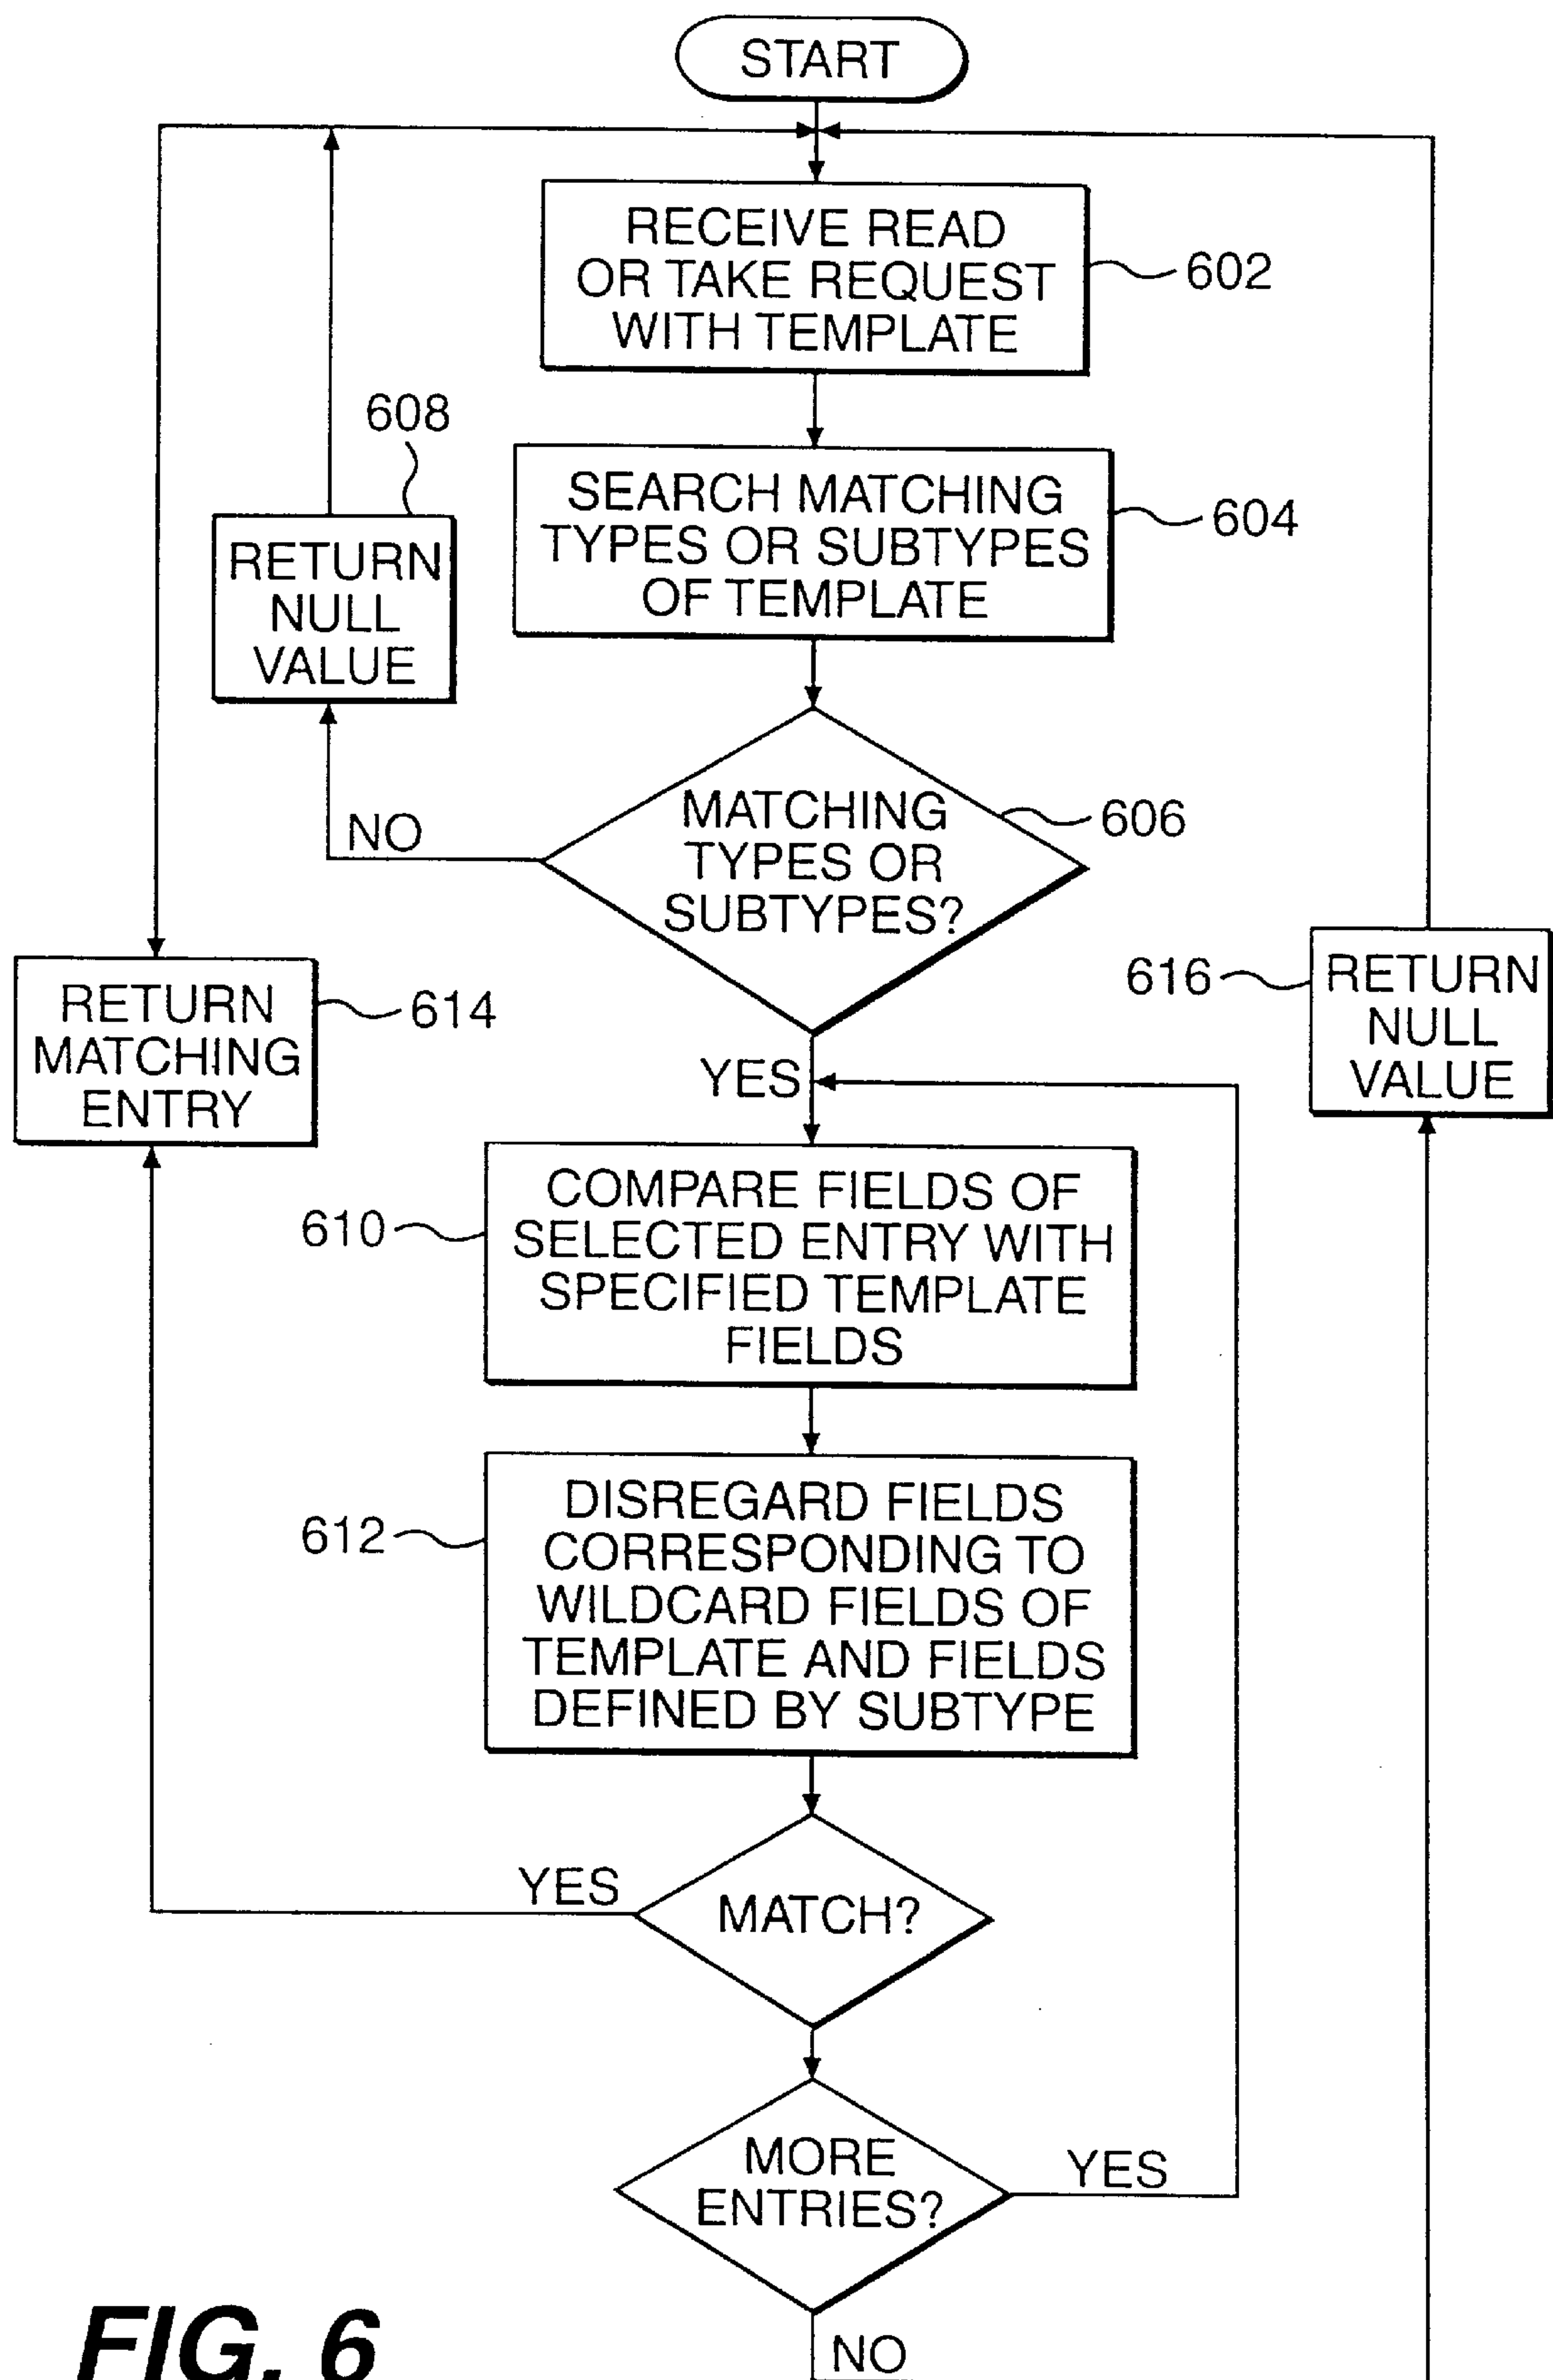 START
RECEIVE READ
OR TAKE REQUEST
WITH TEMPLATE
602
608
SEARCH MATCHING
TYPES OR SUBTYPES
OF TEMPLATE
604
RETURN
NULL
VALUE
MATCHING
TYPES OR
SUBTYPES?
606
NO
RETURN
MATCHING
ENTRY
614
616
RETURN
NULL
VALUE
YES
COMPARE FIELDS OF
SELECTED ENTRY WITH
SPECIFIED TEMPLATE
FIELDS
610
DISREGARD FIELDS
CORRESPONDING TO
WILDCARD FIELDS OF
TEMPLATE AND FIELDS
DEFINED BY SUBTYPE
612
YES
MATCH?
MORE
ENTRIES?
YES
NO
FIG. 6